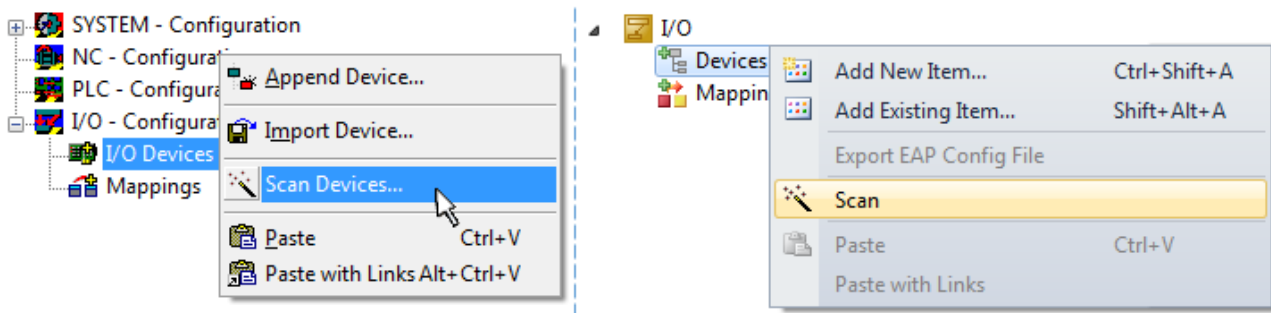 SYSTEM - Configuration
NC - Configurati
PLC - Configura
I/O - Configura
I/O Devices
Mappings
Append Device...
Import Device...
Scan Devices...
Paste Ctrl+V
Paste with Links Alt+Ctrl+V
I/O
Devices
Mappin
Add New Item... Ctrl+Shift+A
Add Existing Item... Shift+Alt+A
Export EAP Config File
Scan
Paste Ctrl+V
Paste with Links